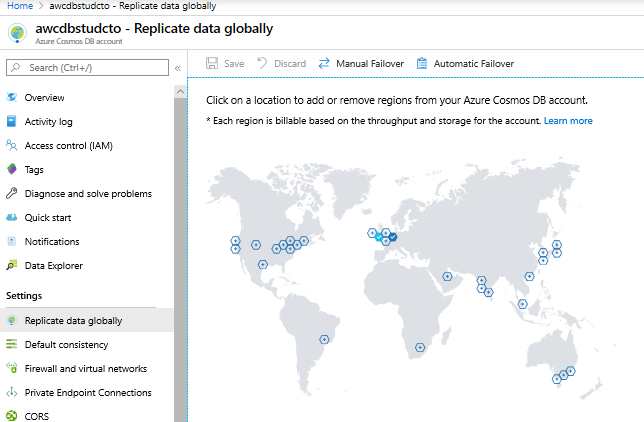 Home > awcdbstudcto - Replicate data globally
awcdbstudcto - Replicate data globally
Azure Cosmos DB account
Search (Ctrl+/)
«
Save Discard Manual Failover Automatic Failover
Overview
Activity log
Access control (IAM)
Tags
Diagnose and solve problems
Quick start
Notifications
Data Explorer
Settings
Replicate data globally
Default consistency
Firewall and virtual networks
Private Endpoint Connections
CORS
Click on a location to add or remove regions from your Azure Cosmos DB account.
* Each region is billable based on the throughput and storage for the account. Learn more